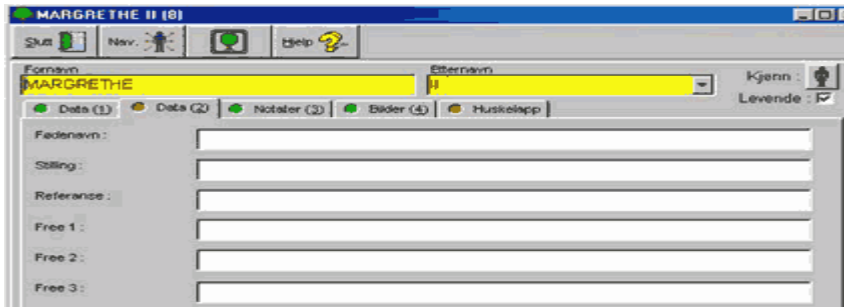 MARGRETHE II (8)
Slutt Nav. Hjelp
Fornavn Etternavn
MARGRETHE II
Kjønn :
Levende :
Data (1) Data (2) Notater (3) Bilder (4) Huskelapp
Fødenavn :
Stilling :
Referanse :
Free 1 :
Free 2 :
Free 3 :